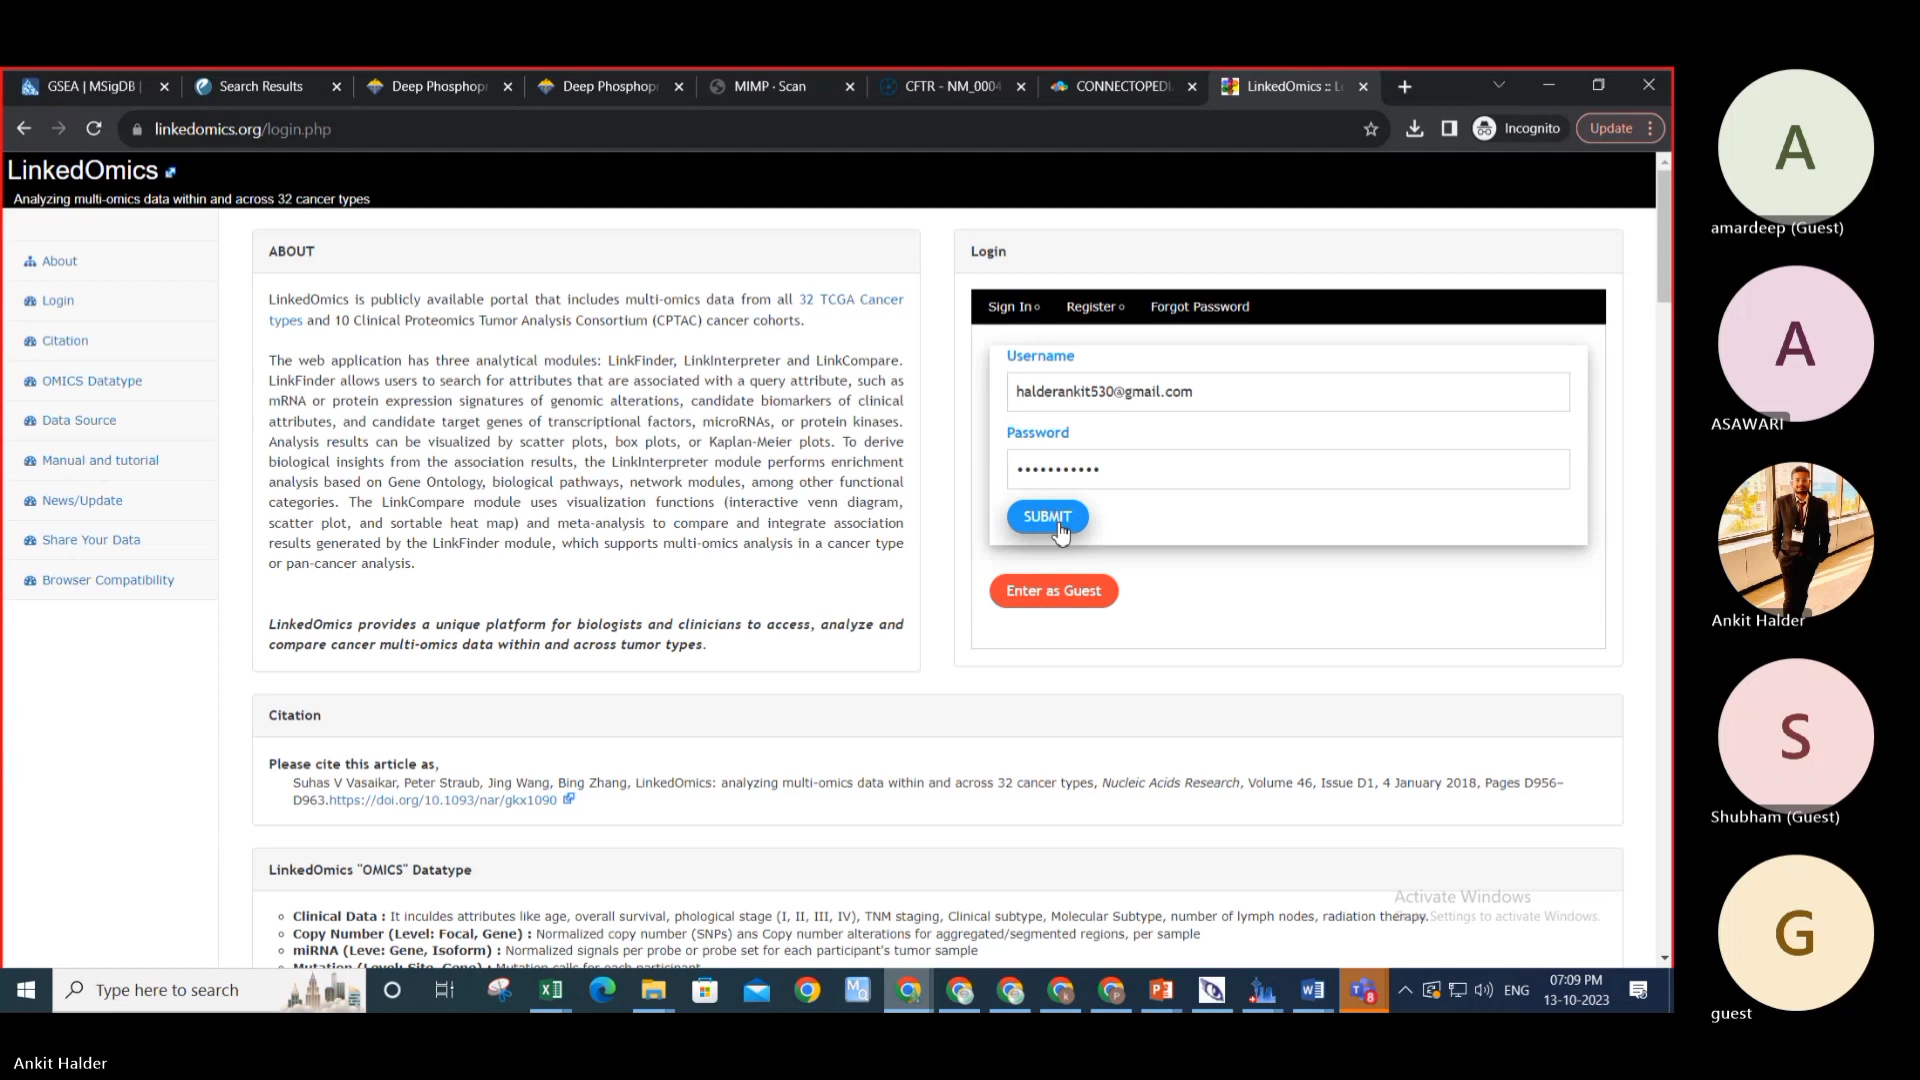 GSEA | MSigDB |
Search Results
Deep Phosphop
Deep Phosphop
MIMP - Scan
CFTR - NM_0004
CONNECTOPEDI
LinkedOmics :: L
linkedomics.org/login.php
Incognito
Update
LinkedOmics
Analyzing multi-omics data within and across 32 cancer types
About
Login
Citation
OMICS Datatype
Data Source
Manual and tutorial
News/Update
Share Your Data
Browser Compatibility
ABOUT
LinkedOmics is publicly available portal that includes multi-omics data from all 32 TCGA Cancer
types and 10 Clinical Proteomics Tumor Analysis Consortium (CPTAC) cancer cohorts.
The web application has three analytical modules: LinkFinder, LinkInterpreter and LinkCompare.
LinkFinder allows users to search for attributes that are associated with a query attribute, such as
mRNA or protein expression signatures of genomic alterations, candidate biomarkers of clinical
attributes, and candidate target genes of transcriptional factors, microRNAs, or protein kinases.
Analysis results can be visualized by scatter plots, box plots, or Kaplan-Meier plots. To derive
biological insights from the association results, the LinkInterpreter module performs enrichment
analysis based on Gene Ontology, biological pathways, network modules, among other functional
categories. The LinkCompare module uses visualization functions (interactive venn diagram,
scatter plot, and sortable heat map) and meta-analysis to compare and integrate association
results generated by the LinkFinder module, which supports multi-omics analysis in a cancer type
or pan-cancer analysis.
LinkedOmics provides a unique platform for biologists and clinicians to access, analyze and
compare cancer multi-omics data within and across tumor types.
Login
Sign In Register Forgot Password
Username
halderankit530@gmail.com
Password
•••••••••••
SUBMIT
Enter as Guest
Citation
Please cite this article as,
Suhas V Vasaikar, Peter Straub, Jing Wang, Bing Zhang, LinkedOmics: analyzing multi-omics data within and across 32 cancer types, Nucleic Acids Research, Volume 46, Issue D1, 4 January 2018, Pages D956–
D963.https://doi.org/10.1093/nar/gkx1090
LinkedOmics "OMICS" Datatype
Clinical Data : It inculdes attributes like age, overall survival, phological stage (I, II, III, IV), TNM staging, Clinical subtype, Molecular Subtype, number of lymph nodes, radiation therapy.
Copy Number (Level: Focal, Gene) : Normalized copy number (SNPs) ans Copy number alterations for aggregated/segmented regions, per sample
miRNA (Leve: Gene, Isoform) : Normalized signals per probe or probe set for each participant's tumor sample
Mutation (Level: Site, Gene) : Mutation calls for each participant
Activate Windows
Settings to activate Windows.
Type here to search
ENG
07:09 PM
13-10-2023
A
amardeep (Guest)
A
ASAWARI
Ankit Halder
S
Shubham (Guest)
G
guest
Ankit Halder